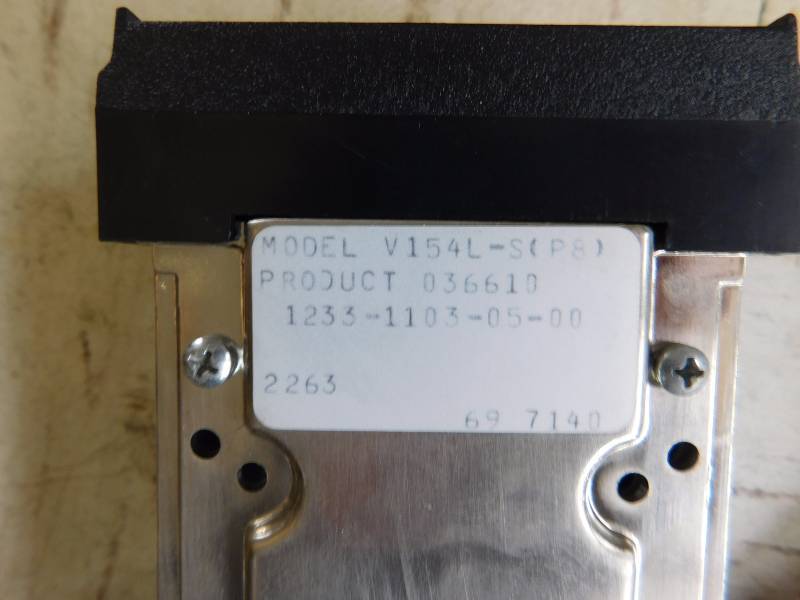 MODEL V154L-S(P8)
PRODUCT 036610
1233-1103-05-00
2263
69 7140